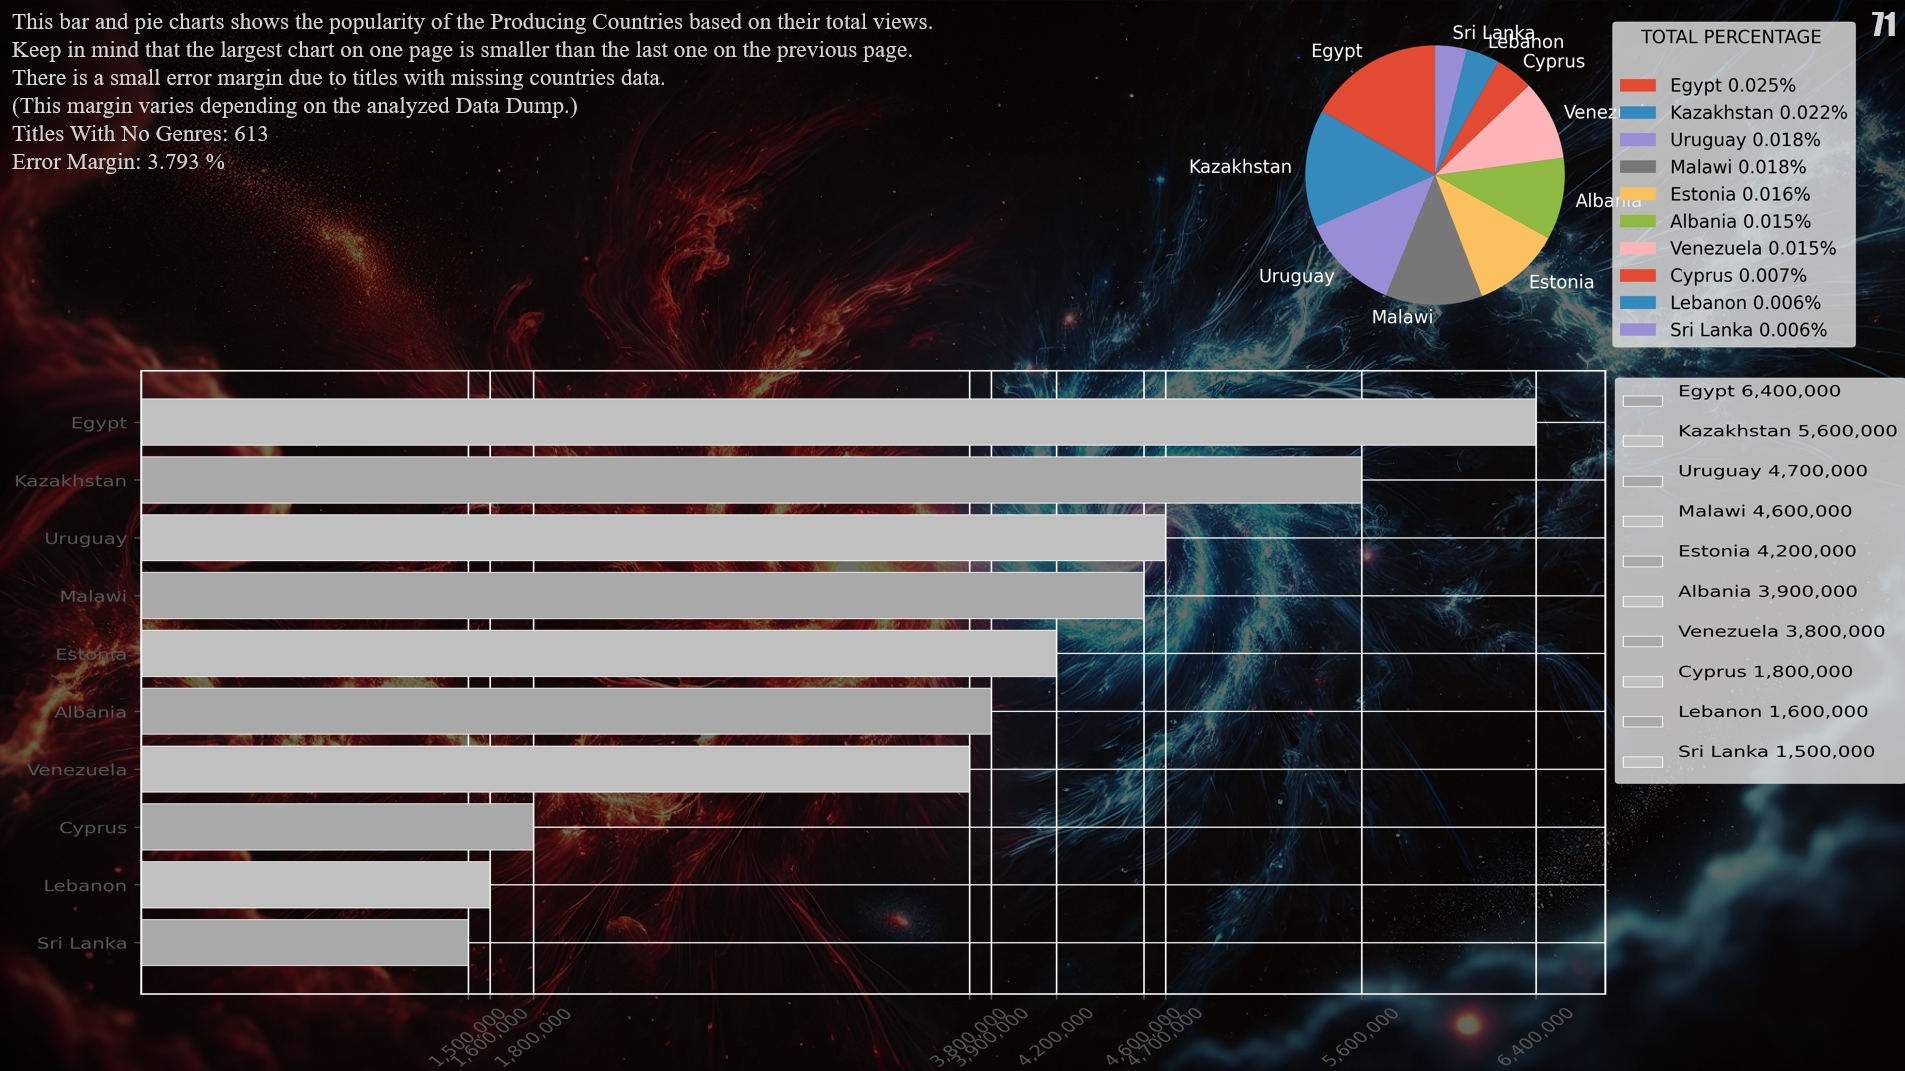 This bar and pie charts shows the popularity of the Producing Countries based on their total views.
Keep in mind that the largest chart on one page is smaller than the last one on the previous page.
There is a small error margin due to titles with missing countries data.
(This margin varies depending on the analyzed Data Dump.)
Titles With No Genres: 613
Error Margin: 3.793 %
71
Sri Lanka
Lebanon
Cyprus
Egypt
Kazakhstan
Albania
Uruguay
Estonia
Malawi
TOTAL PERCENTAGE
Egypt 0.025%
Kazakhstan 0.022%
Uruguay 0.018%
Malawi 0.018%
Estonia 0.016%
Albania 0.015%
Venezuela 0.015%
Cyprus 0.007%
Lebanon 0.006%
Sri Lanka 0.006%
Egypt
Kazakhstan
Uruguay
Malawi
Estonia
Albania
Venezuela
Cyprus
Lebanon
Sri Lanka
Egypt 6,400,000
Kazakhstan 5,600,000
Uruguay 4,700,000
Malawi 4,600,000
Estonia 4,200,000
Albania 3,900,000
Venezuela 3,800,000
Cyprus 1,800,000
Lebanon 1,600,000
Sri Lanka 1,500,000
1,500,000
1,600,000
1,800,000
3,800,000
3,900,000
4,200,000
4,600,000
4,700,000
5,600,000
6,400,000